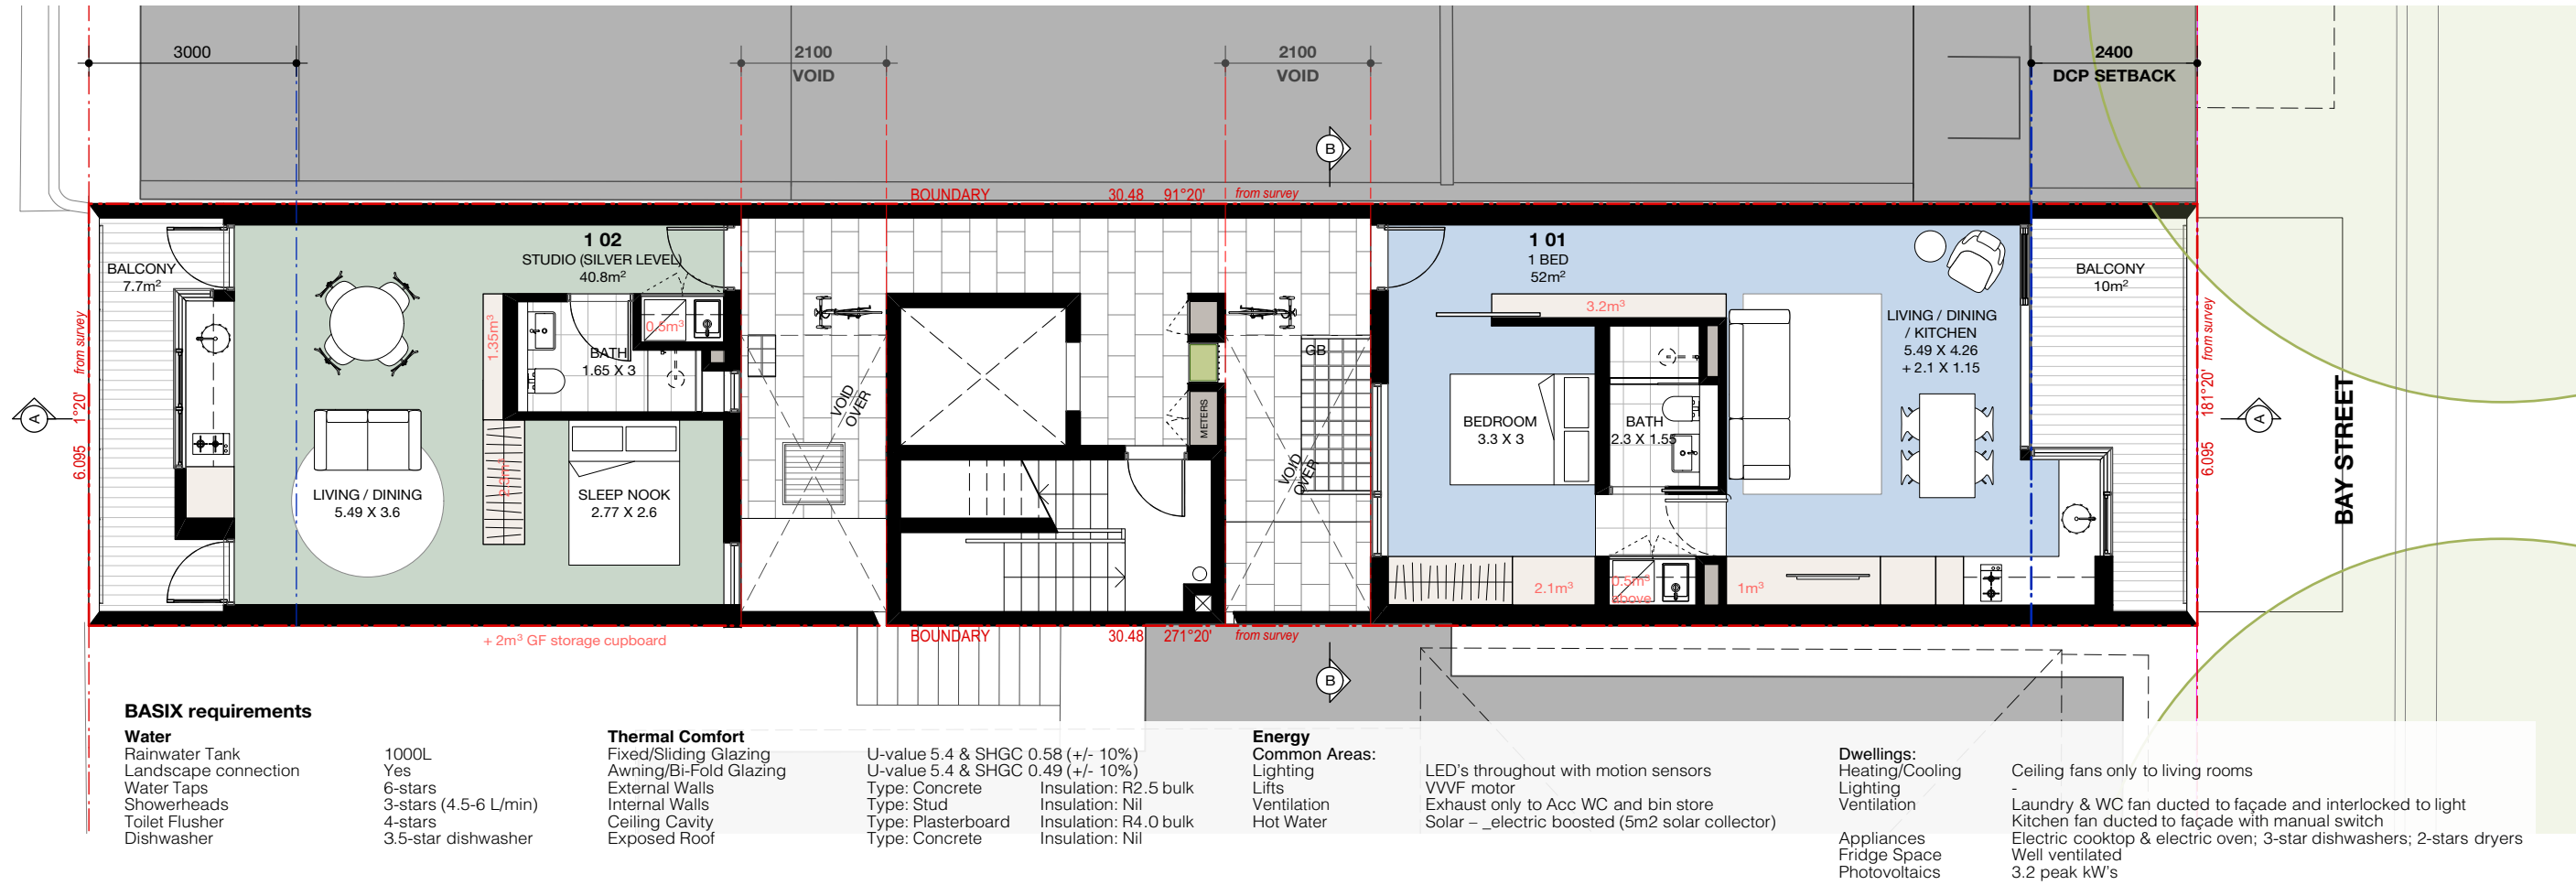 3000
2100
VOID
2100
VOID
2400
DCP SETBACK
B
BOUNDARY 30.48 91°20' from survey
1 02
STUDIO (SILVER LEVEL)
40.8m²
BALCONY
7.7m²
1 01
1 BED
52m²
BALCONY
10m²
6.095 1°20' from survey
A
1.35m³
0.5m³
BATH
1.65 X 3
LIVING / DINING
5.49 X 3.6
SLEEP NOOK
2.77 X 2.6
VOID
OVER
METERS
GB
VOID
OVER
3.2m³
BEDROOM
3.3 X 3
BATH
2.3 X 1.55
LIVING / DINING
/ KITCHEN
5.49 X 4.26
+ 2.1 X 1.15
2.1m³
0.5m³
above
1m³
6.095 181°20' from survey
A
BAY STREET
+ 2m³ GF storage cupboard
BOUNDARY 30.48 271°20' from survey
B
BASIX requirements
Water
Rainwater Tank 1000L
Landscape connection Yes
Water Taps 6-stars
Showerheads 3-stars (4.5-6 L/min)
Toilet Flusher 4-stars
Dishwasher 3.5-star dishwasher
Thermal Comfort
Fixed/Sliding Glazing U-value 5.4 & SHGC 0.58 (+/- 10%)
Awning/Bi-Fold Glazing U-value 5.4 & SHGC 0.49 (+/- 10%)
External Walls Type: Concrete Insulation: R2.5 bulk
Internal Walls Type: Stud Insulation: Nil
Ceiling Cavity Type: Plasterboard Insulation: R4.0 bulk
Exposed Roof Type: Concrete Insulation: Nil
Energy
Common Areas:
Lighting LED's throughout with motion sensors
Lifts VVVF motor
Ventilation Exhaust only to Acc WC and bin store
Hot Water Solar – _electric boosted (5m2 solar collector)
Dwellings:
Heating/Cooling Ceiling fans only to living rooms
Lighting -
Ventilation Laundry & WC fan ducted to façade and interlocked to light
Kitchen fan ducted to façade with manual switch
Appliances Electric cooktop & electric oven; 3-star dishwashers; 2-stars dryers
Fridge Space Well ventilated
Photovoltaics 3.2 peak kW's